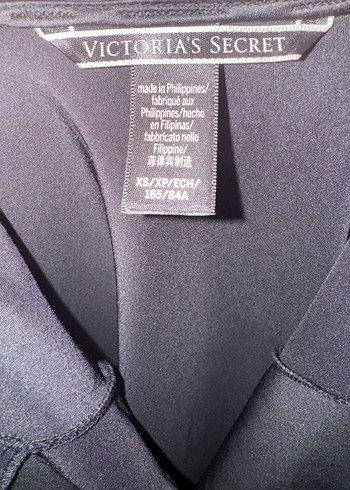 VICTORIA'S SECRET
made in Philippines/
fabriqué aux
Philippines/hecho
en Filipinas/
fabbricato nelle
Filippine/
菲律宾制造
XS/XP/ECH/
165/84A